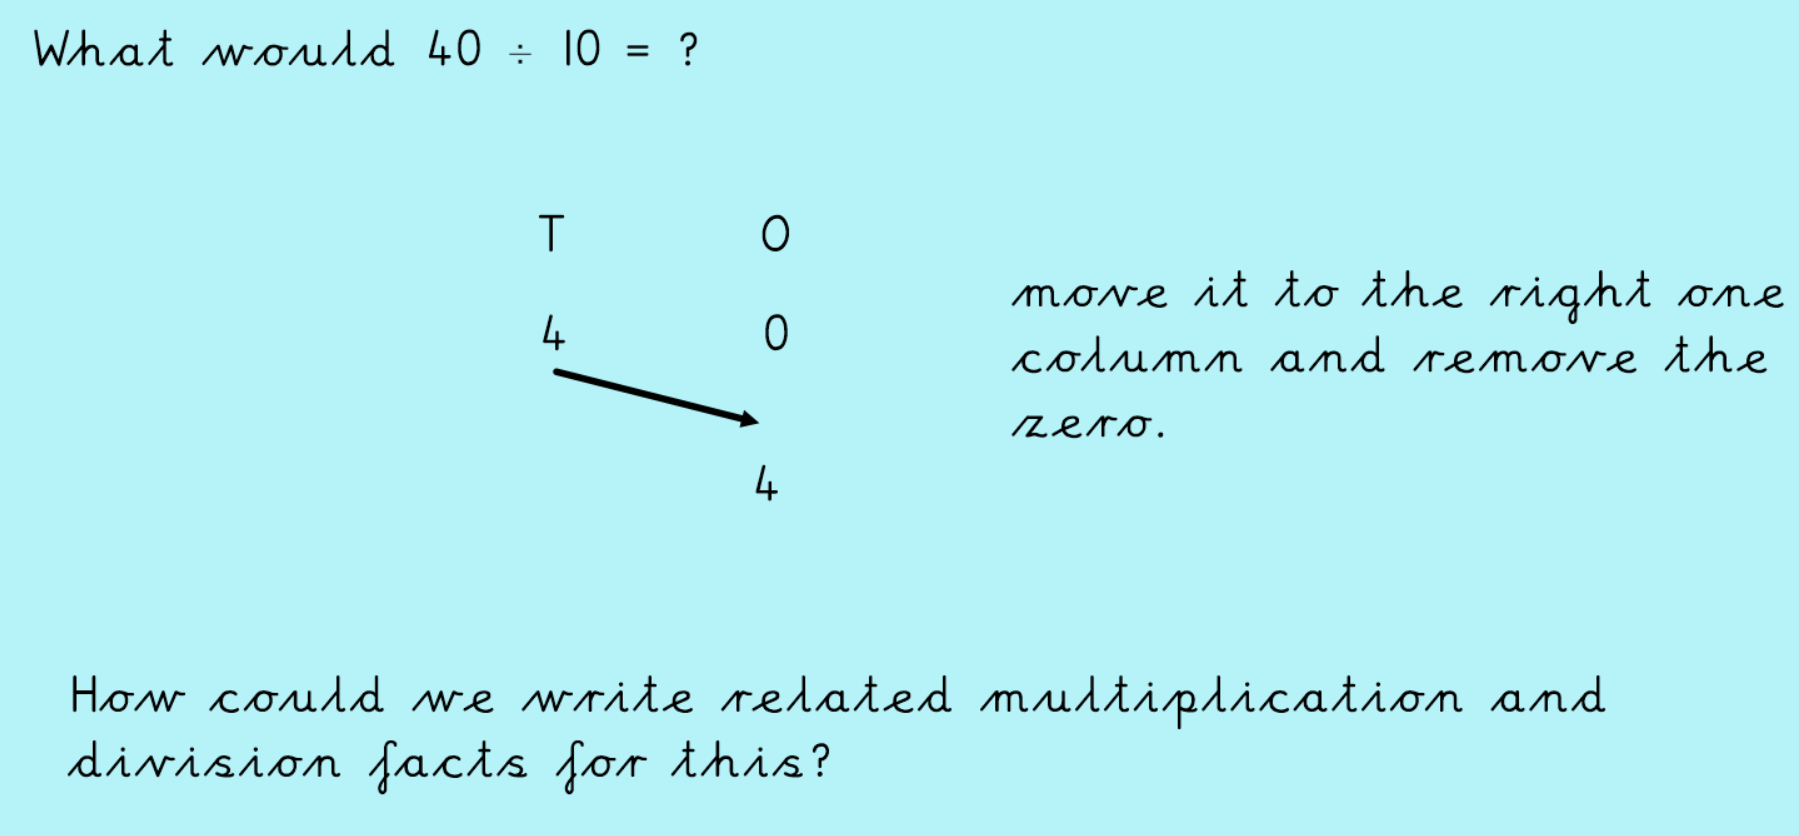 What would 40 ÷ 10 = ?
T O
4 0
move it to the right one
column and remove the
zero.
4
How could we write related multiplication and
division facts for this?